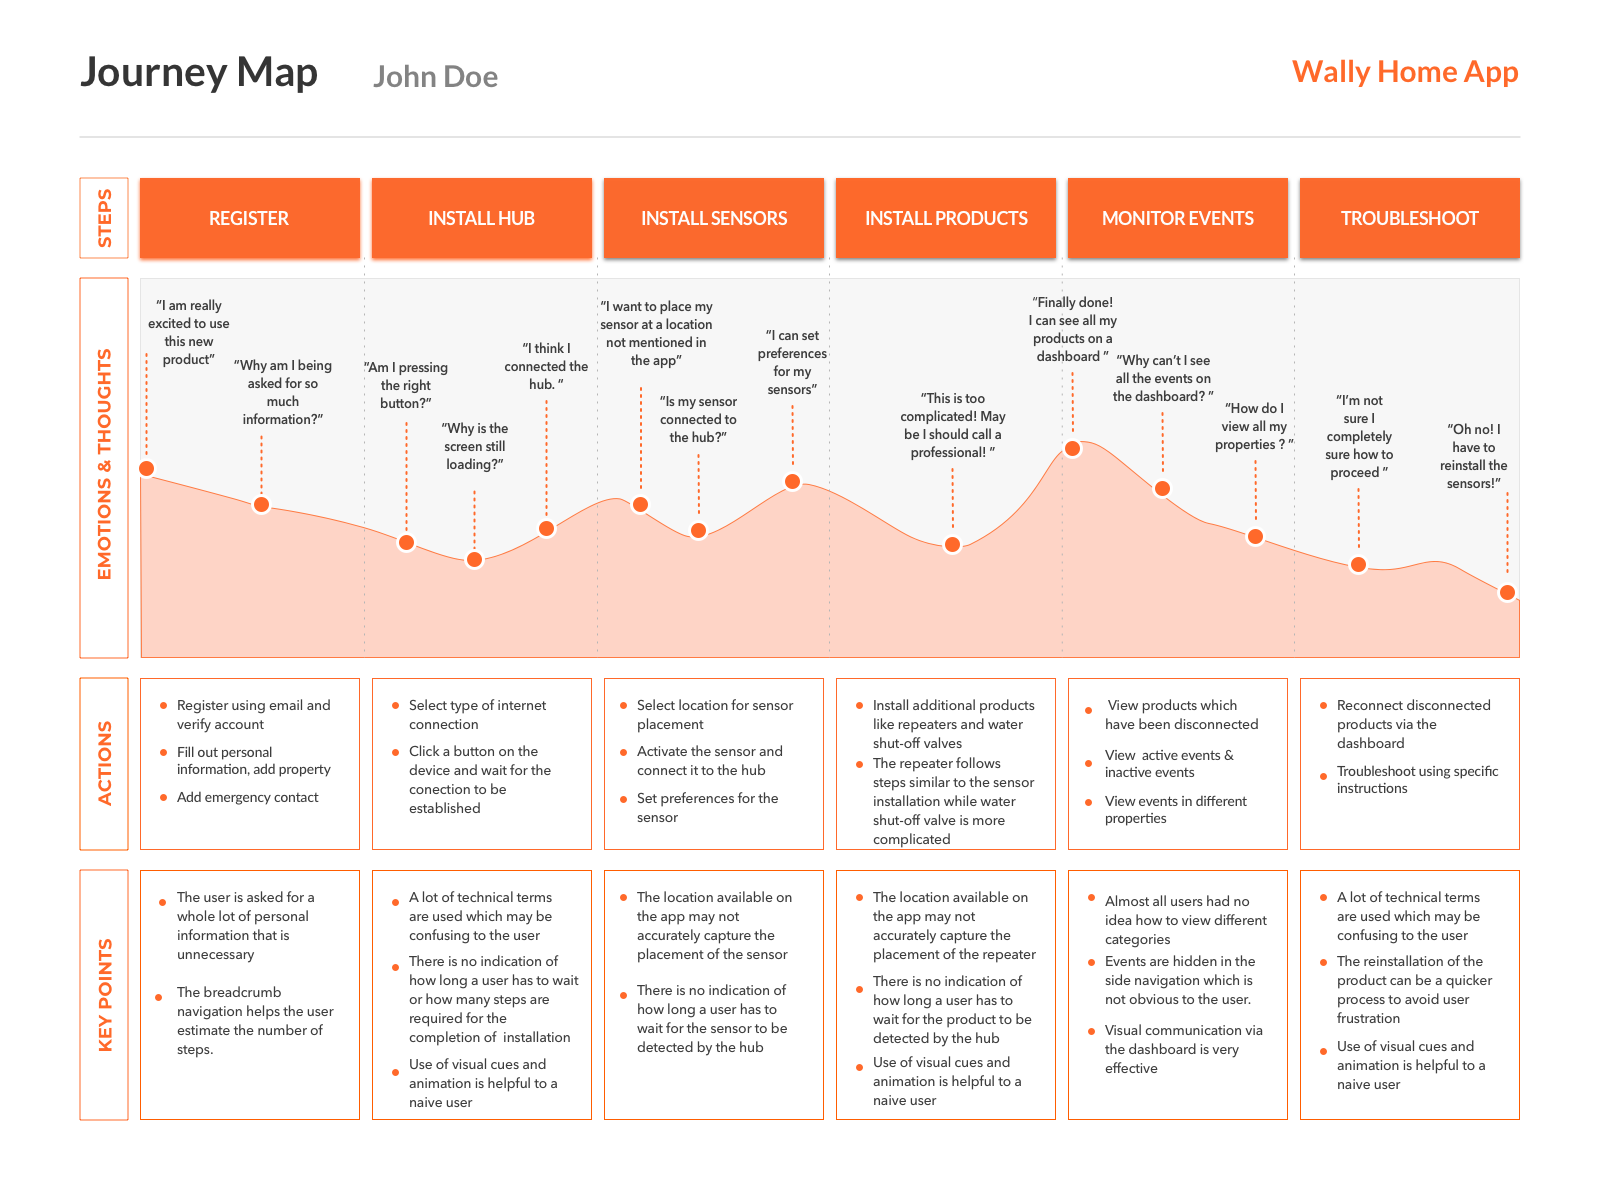 Journey Map
John Doe
Wally Home App
STEPS
REGISTER
INSTALL HUB
INSTALL SENSORS
INSTALL PRODUCTS
MONITOR EVENTS
TROUBLESHOOT
EMOTIONS & THOUGHTS
“I am really
excited to use
this new
product”
“Why am I being
asked for so
much
information?”
“Am I pressing
the right
button?”
“Why is the
screen still
loading?”
“I think I
connected the
hub. ”
“I want to place my
sensor at a location
not mentioned in
the app”
“Is my sensor
connected to
the hub?”
“I can set
preferences
for my
sensors”
“This is too
complicated! May
be I should call a
professional! ”
“Finally done!
I can see all my
products on a
dashboard ”
“Why can’t I see
all the events on
the dashboard? ”
“How do I
view all my
properties ? ”
“I’m not
sure I
completely
sure how to
proceed ”
“Oh no! I
have to
reinstall the
sensors!”
ACTIONS
Register using email and
verify account
Fill out personal
information, add property
Add emergency contact
Select type of internet
connection
Click a button on the
device and wait for the
conection to be
established
Select location for sensor
placement
Activate the sensor and
connect it to the hub
Set preferences for the
sensor
Install additional products
like repeaters and water
shut-off valves
The repeater follows
steps similar to the sensor
installation while water
shut-off valve is more
complicated
View products which
have been disconnected
View active events &
inactive events
View events in different
properties
Reconnect disconnected
products via the
dashboard
Troubleshoot using specific
instructions
KEY POINTS
The user is asked for a
whole lot of personal
information that is
unnecessary
The breadcrumb
navigation helps the user
estimate the number of
steps.
A lot of technical terms
are used which may be
confusing to the user
There is no indication of
how long a user has to wait
or how many steps are
required for the
completion of installation
Use of visual cues and
animation is helpful to a
naive user
The location available on
the app may not
accurately capture the
placement of the sensor
There is no indication of
how long a user has to
wait for the sensor to be
detected by the hub
The location available on
the app may not
accurately capture the
placement of the repeater
There is no indication of
how long a user has to
wait for the product to be
detected by the hub
Use of visual cues and
animation is helpful to a
naive user
Almost all users had no
idea how to view different
categories
Events are hidden in the
side navigation which is
not obvious to the user.
Visual communication via
the dashboard is very
effective
A lot of technical terms
are used which may be
confusing to the user
The reinstallation of the
product can be a quicker
process to avoid user
frustration
Use of visual cues and
animation is helpful to a
naive user